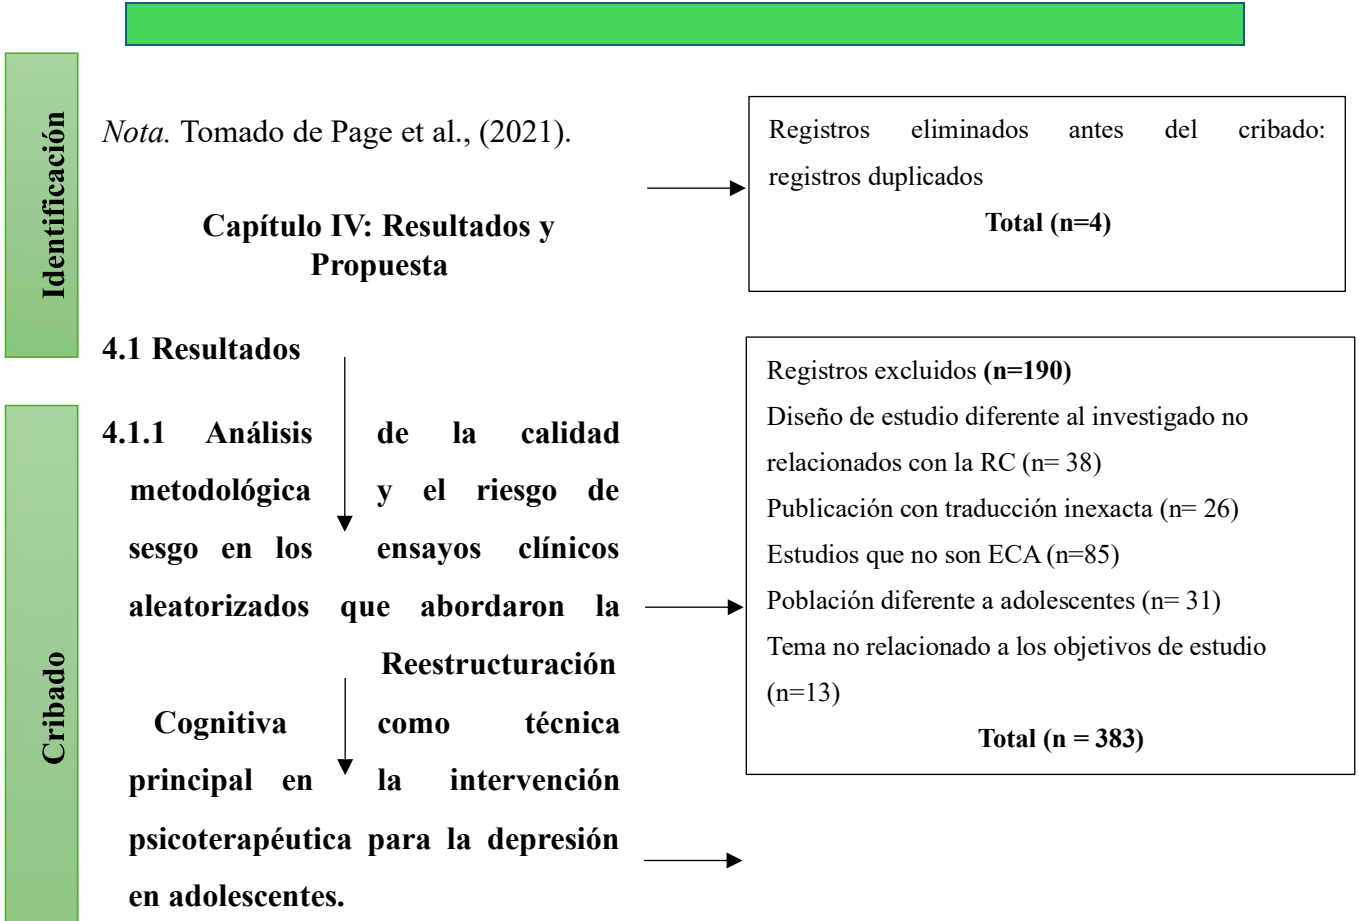 Identificación
Nota. Tomado de Page et al., (2021).
Capítulo IV: Resultados y
Propuesta
Registros eliminados antes del cribado:
registros duplicados
Total (n=4)
4.1 Resultados
Cribado
4.1.1 Análisis de la calidad
metodológica y el riesgo de
sesgo en los ensayos clínicos
aleatorizados que abordaron la
Reestructuración
Cognitiva como técnica
principal en la intervención
psicoterapéutica para la depresión
en adolescentes.
Registros excluidos (n=190)
Diseño de estudio diferente al investigado no
relacionados con la RC (n= 38)
Publicación con traducción inexacta (n= 26)
Estudios que no son ECA (n=85)
Población diferente a adolescentes (n= 31)
Tema no relacionado a los objetivos de estudio
(n=13)
Total (n = 383)